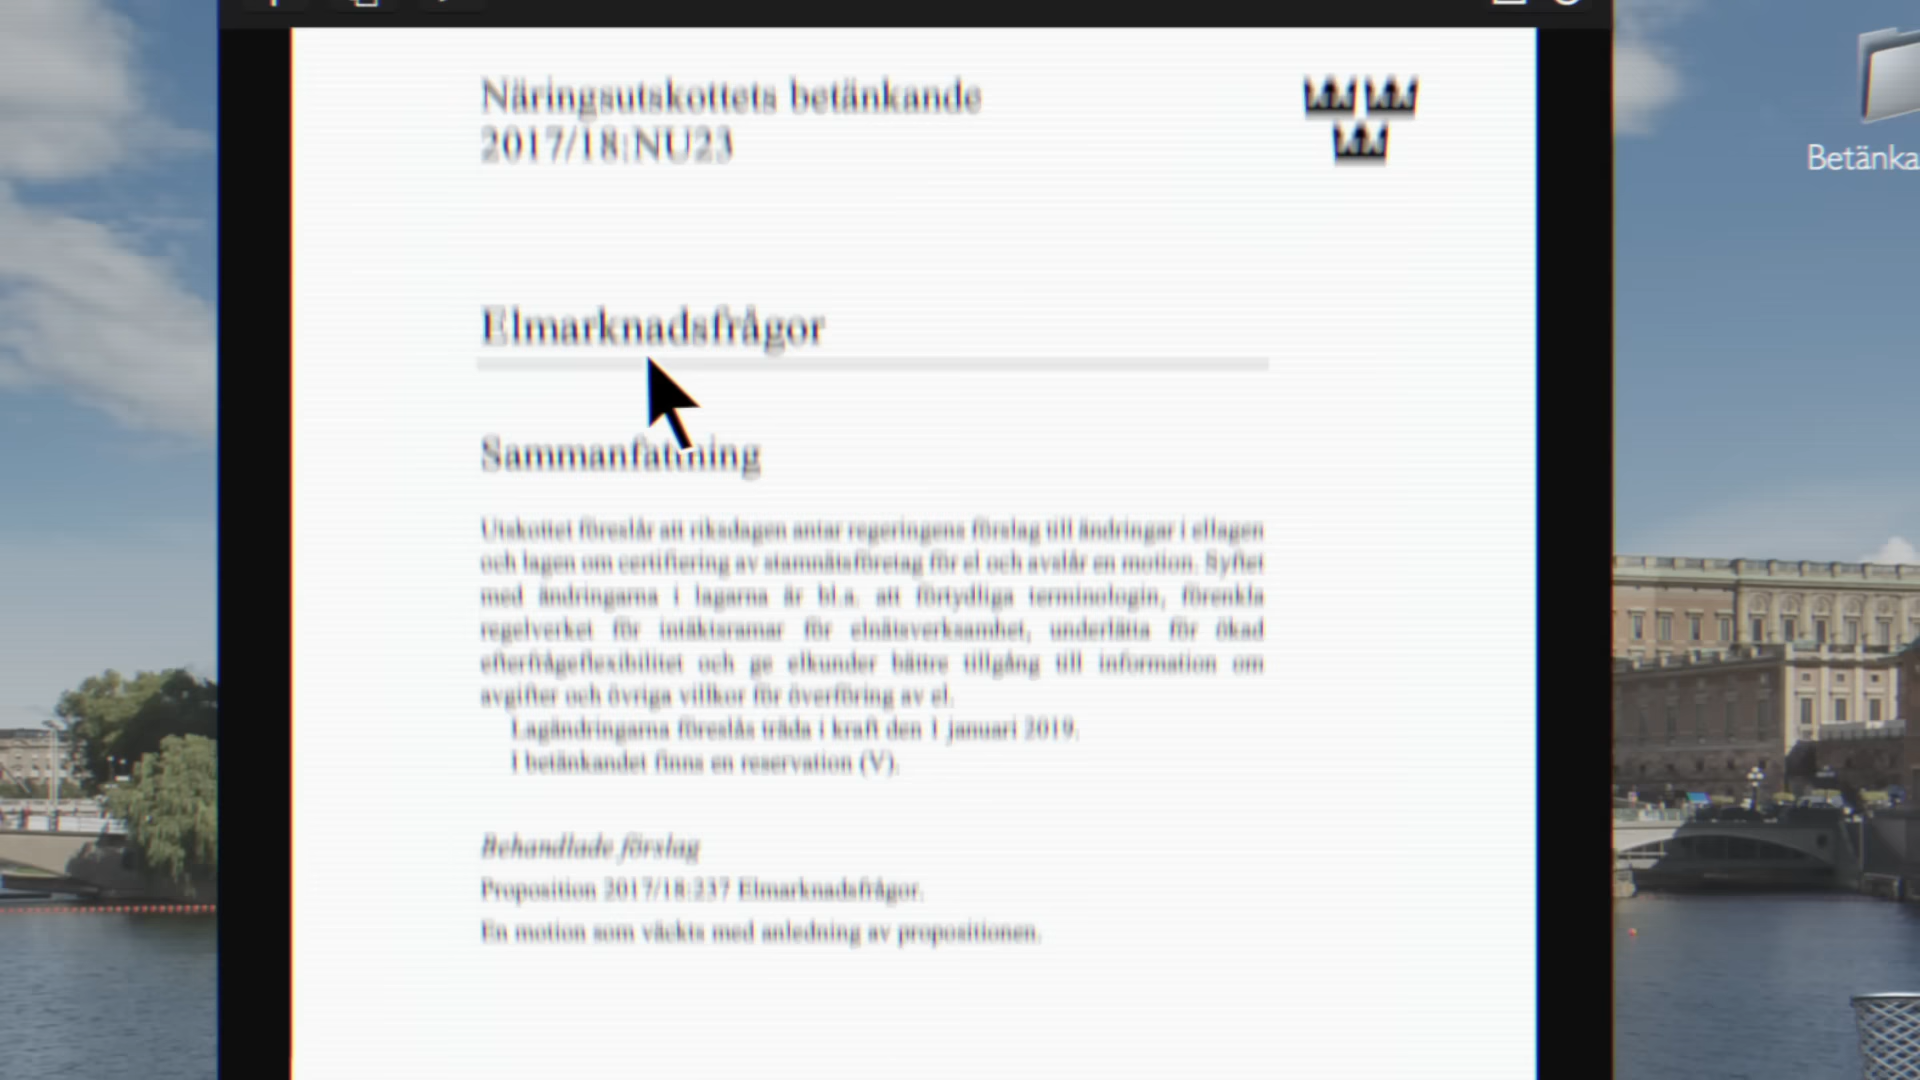 Näringsutskottets betänkande
2017/18:NU23
Betänka
Elmarknadsfrågor
Sammanfattning
Utskottet föreslår att riksdagen antar regeringens förslag till ändringar i ellagen
och lagen om certifiering av stamnätsföretag för el och avslår en motion. Syftet
med ändringarna i lagarna är bl.a. att förtydliga terminologin, förenkla
regelverket för intäktsramar för elnätsverksamhet, underlätta för ökad
efterfrågeflexibilitet och ge elkunder bättre tillgång till information om
avgifter och övriga villkor för överföring av el.
Lagändringarna föreslås träda i kraft den 1 januari 2019.
I betänkandet finns en reservation (V).
Behandlade förslag
Proposition 2017/18:237 Elmarknadsfrågor.
En motion som väckts med anledning av propositionen.